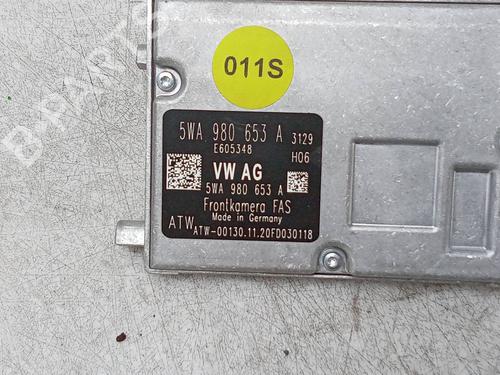 011S
5WA 980 653 A 3129
E605348 H06
VW AG
5WA 980 653 A
Frontkamera FAS
Made in Germany
ATW
ATW-00130.11.20FD030118
B-PARTS